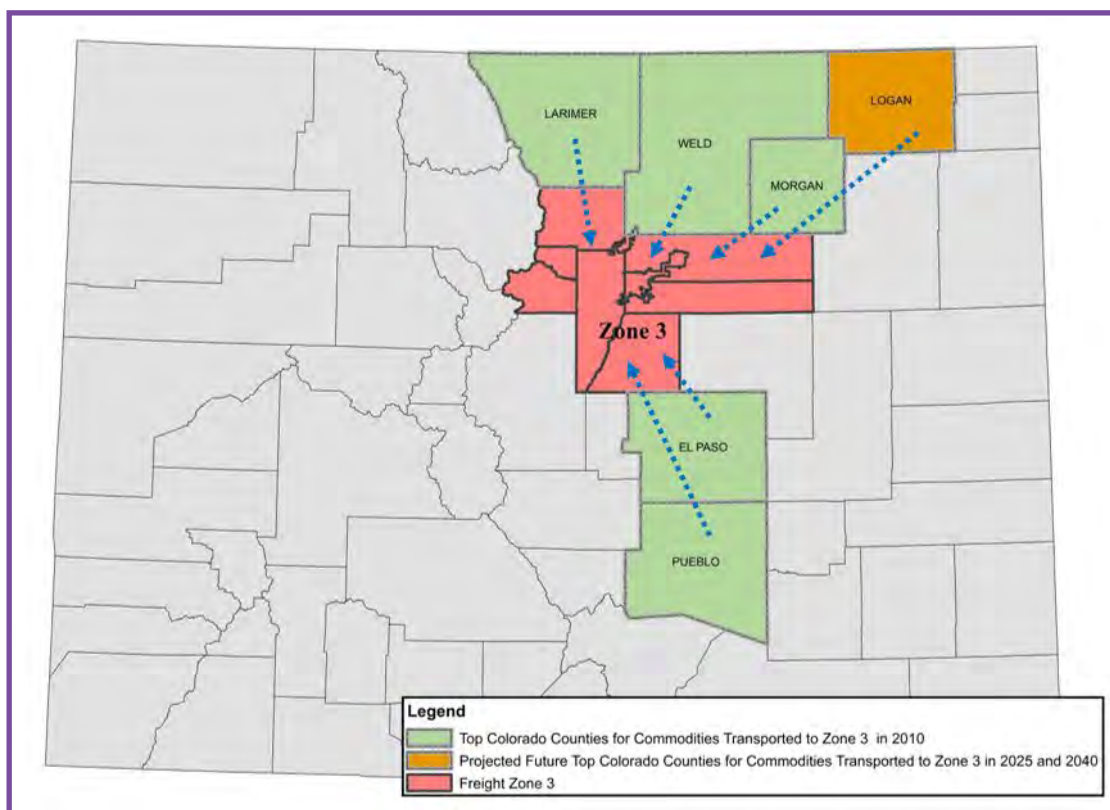 LARIMER
WELD
LOGAN
MORGAN
Zone 3
EL PASO
PUEBLO
Legend
Top Colorado Counties for Commodities Transported to Zone 3 in 2010
Projected Future Top Colorado Counties for Commodities Transported to Zone 3 in 2025 and 2040
Freight Zone 3